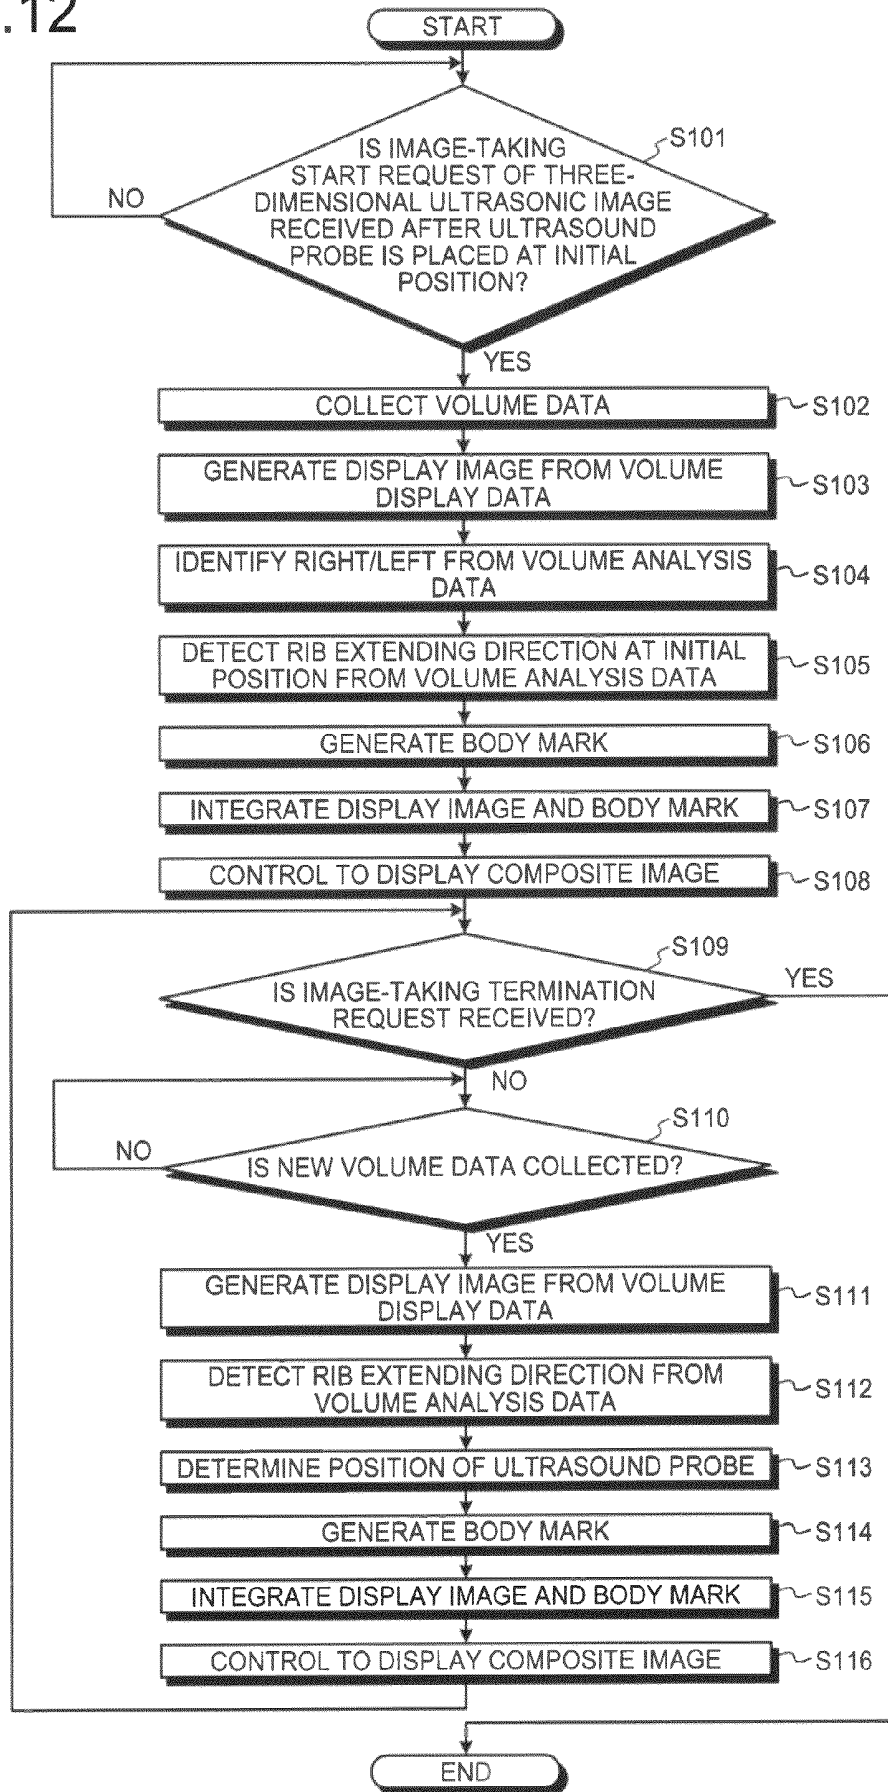 .12
START
IS IMAGE-TAKING
START REQUEST OF THREE-
DIMENSIONAL ULTRASONIC IMAGE
RECEIVED AFTER ULTRASOUND
PROBE IS PLACED AT INITIAL
POSITION?
S101
NO
YES
COLLECT VOLUME DATA
S102
GENERATE DISPLAY IMAGE FROM VOLUME
DISPLAY DATA
S103
IDENTIFY RIGHT/LEFT FROM VOLUME ANALYSIS
DATA
S104
DETECT RIB EXTENDING DIRECTION AT INITIAL
POSITION FROM VOLUME ANALYSIS DATA
S105
GENERATE BODY MARK
S106
INTEGRATE DISPLAY IMAGE AND BODY MARK
S107
CONTROL TO DISPLAY COMPOSITE IMAGE
S108
IS IMAGE-TAKING TERMINATION
REQUEST RECEIVED?
S109
YES
NO
IS NEW VOLUME DATA COLLECTED?
S110
NO
YES
GENERATE DISPLAY IMAGE FROM VOLUME
DISPLAY DATA
S111
DETECT RIB EXTENDING DIRECTION FROM
VOLUME ANALYSIS DATA
S112
DETERMINE POSITION OF ULTRASOUND PROBE
S113
GENERATE BODY MARK
S114
INTEGRATE DISPLAY IMAGE AND BODY MARK
S115
CONTROL TO DISPLAY COMPOSITE IMAGE
S116
END